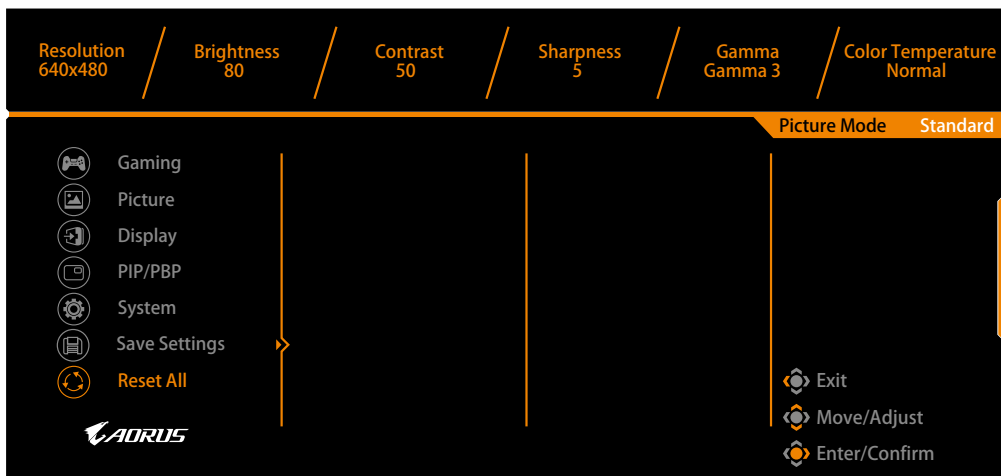 Resolution
640x480
Brightness
80
Contrast
50
Sharpness
5
Gamma
Gamma 3
Color Temperature
Normal
Picture Mode Standard
Gaming
Picture
Display
PIP/PBP
System
Save Settings
Reset All
AORUS
Exit
Move/Adjust
Enter/Confirm